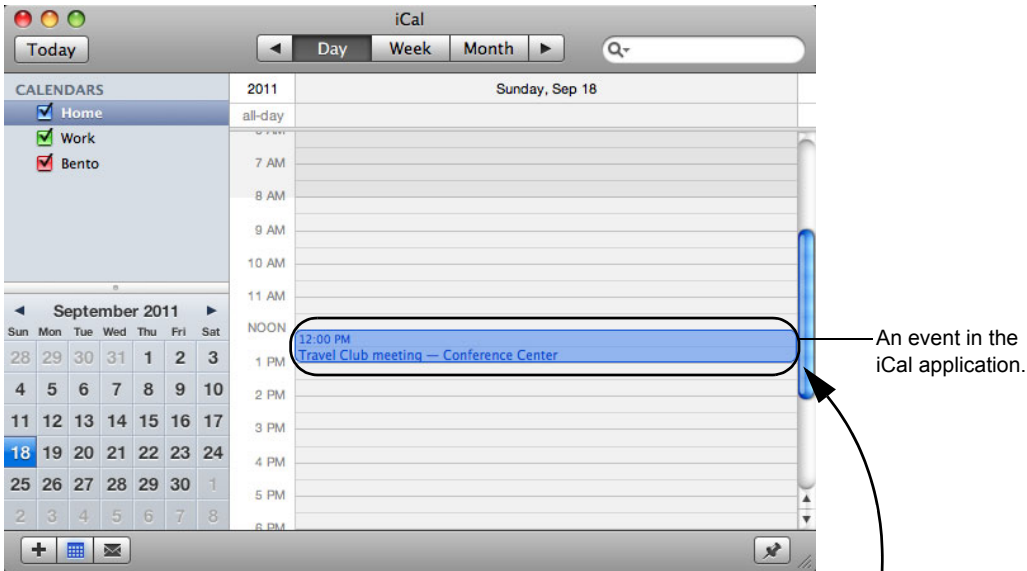 iCal
Today
Day Week Month
CALENDARS
Home
Work
Bento
2011 Sunday, Sep 18
all-day
7 AM
8 AM
9 AM
10 AM
11 AM
NOON
12:00 PM
Travel Club meeting — Conference Center
1 PM
2 PM
3 PM
4 PM
5 PM
6 PM
September 2011
Sun Mon Tue Wed Thu Fri Sat
28 29 30 31 1 2 3
4 5 6 7 8 9 10
11 12 13 14 15 16 17
18 19 20 21 22 23 24
25 26 27 28 29 30 1
2 3 4 5 6 7 8
An event in the
iCal application.